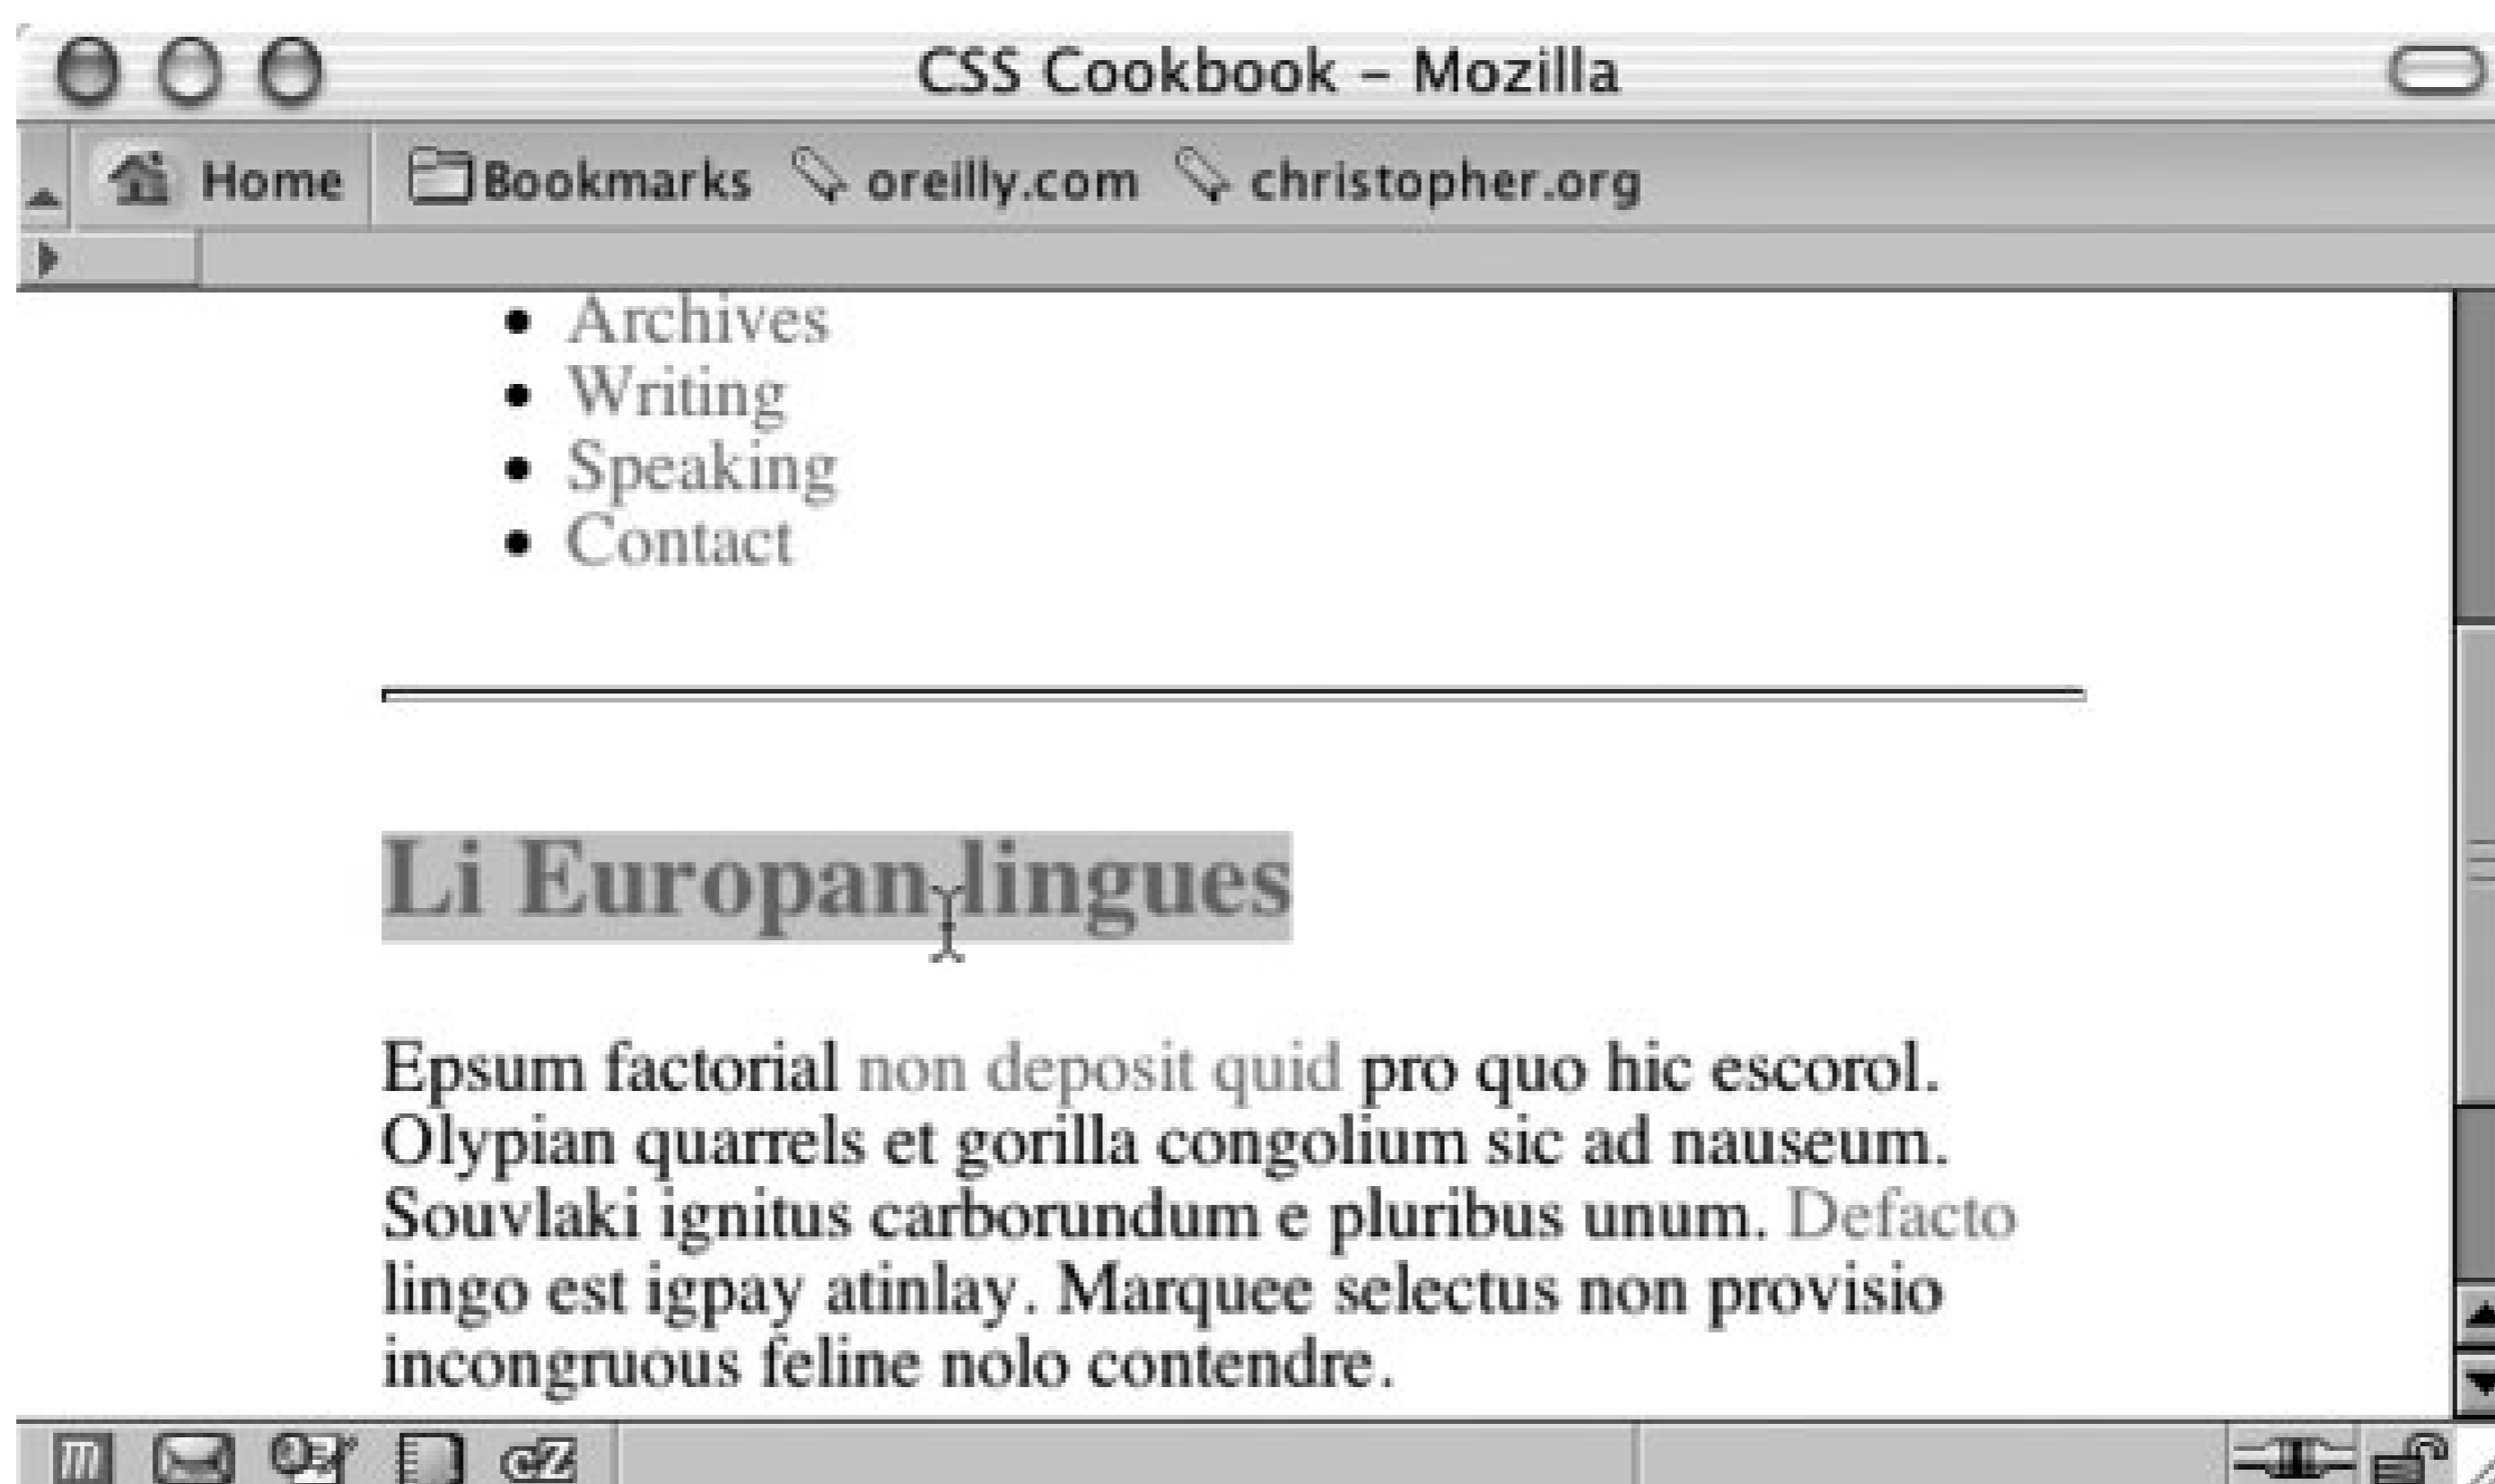 CSS Cookbook – Mozilla
Home Bookmarks oreilly.com christopher.org
• Archives
• Writing
• Speaking
• Contact
Li Europan lingues
Epsum factorial non deposit quid pro quo hic escorol.
Olypian quarrels et gorilla congolium sic ad nauseum.
Souvlaki ignitus carborundum e pluribus unum. Defacto
lingo est igpay atinlay. Marquee selectus non provisio
incongruous feline nolo contendre.
m cZ